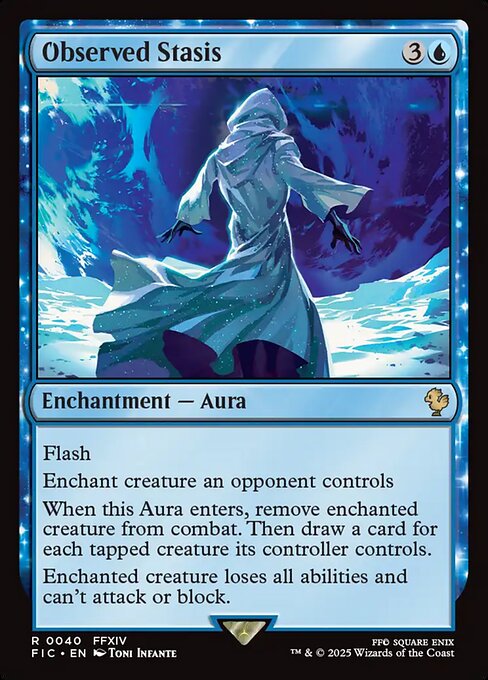 Observed Stasis 3
Enchantment — Aura
Flash
Enchant creature an opponent controls
When this Aura enters, remove enchanted
creature from combat. Then draw a card for
each tapped creature its controller controls.
Enchanted creature loses all abilities and
can't attack or block.
R 0040 FFXIV
FIC • EN Toni Infante
FF© SQUARE ENIX
™ & © 2025 Wizards of the Coast